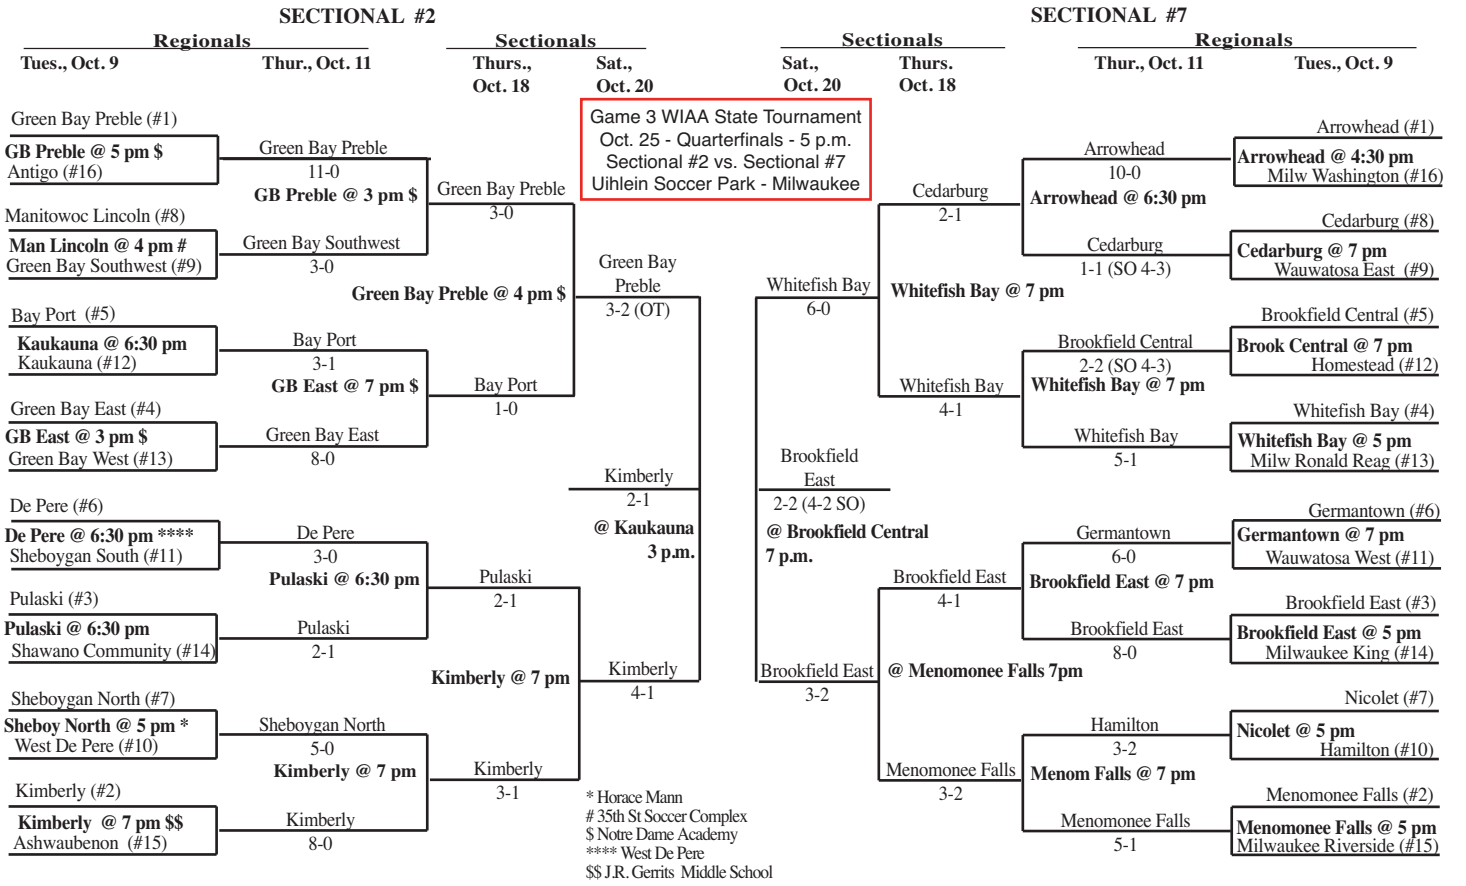 SECTIONAL #2
Regionals
Sectionals
Tues., Oct. 9
Thur., Oct. 11
Thurs.,
Oct. 18
Sat.,
Oct. 20
Green Bay Preble (#1)
GB Preble @ 5 pm $
Antigo (#16)
Manitowoc Lincoln (#8)
Man Lincoln @ 4 pm #
Green Bay Southwest (#9)
Bay Port (#5)
Kaukauna @ 6:30 pm
Kaukauna (#12)
Green Bay East (#4)
GB East @ 3 pm $
Green Bay West (#13)
De Pere (#6)
De Pere @ 6:30 pm ****
Sheboygan South (#11)
Pulaski (#3)
Pulaski @ 6:30 pm
Shawano Community (#14)
Sheboygan North (#7)
Sheboy North @ 5 pm *
West De Pere (#10)
Kimberly (#2)
Kimberly @ 7 pm $$
Ashwaubenon (#15)
Green Bay Preble
11-0
GB Preble @ 3 pm $
Green Bay Southwest
3-0
Bay Port
3-1
GB East @ 7 pm $
Green Bay East
8-0
De Pere
3-0
Pulaski @ 6:30 pm
Pulaski
2-1
Sheboygan North
5-0
Kimberly @ 7 pm
Kimberly
8-0
Green Bay Preble
3-0
Green Bay Preble @ 4 pm $
Bay Port
1-0
Pulaski
2-1
Kimberly @ 7 pm
Kimberly
3-1
Green Bay
Preble
3-2 (OT)
Kimberly
2-1
@ Kaukauna
3 p.m.
Kimberly
4-1
* Horace Mann
# 35th St Soccer Complex
$ Notre Dame Academy
**** West De Pere
$$ J.R. Gerrits Middle School
Game 3 WIAA State Tournament
Oct. 25 - Quarterfinals - 5 p.m.
Sectional #2 vs. Sectional #7
Uihlein Soccer Park - Milwaukee
SECTIONAL #7
Sectionals
Regionals
Sat.,
Oct. 20
Thurs.
Oct. 18
Thur., Oct. 11
Tues., Oct. 9
Whitefish Bay
6-0
Brookfield
East
2-2 (4-2 SO)
@ Brookfield Central
7 p.m.
Brookfield East
3-2
Cedarburg
2-1
Whitefish Bay @ 7 pm
Whitefish Bay
4-1
Brookfield East
4-1
@ Menomonee Falls 7pm
Menomonee Falls
3-2
Arrowhead
10-0
Arrowhead @ 6:30 pm
Cedarburg
1-1 (SO 4-3)
Brookfield Central
2-2 (SO 4-3)
Whitefish Bay @ 7 pm
Whitefish Bay
5-1
Germantown
6-0
Brookfield East @ 7 pm
Brookfield East
8-0
Hamilton
3-2
Menom Falls @ 7 pm
Menomonee Falls
5-1
Arrowhead (#1)
Arrowhead @ 4:30 pm
Milw Washington (#16)
Cedarburg (#8)
Cedarburg @ 7 pm
Wauwatosa East (#9)
Brookfield Central (#5)
Brook Central @ 7 pm
Homestead (#12)
Whitefish Bay (#4)
Whitefish Bay @ 5 pm
Milw Ronald Reag (#13)
Germantown (#6)
Germantown @ 7 pm
Wauwatosa West (#11)
Brookfield East (#3)
Brookfield East @ 5 pm
Milwaukee King (#14)
Nicolet (#7)
Nicolet @ 5 pm
Hamilton (#10)
Menomonee Falls (#2)
Menomonee Falls @ 5 pm
Milwaukee Riverside (#15)